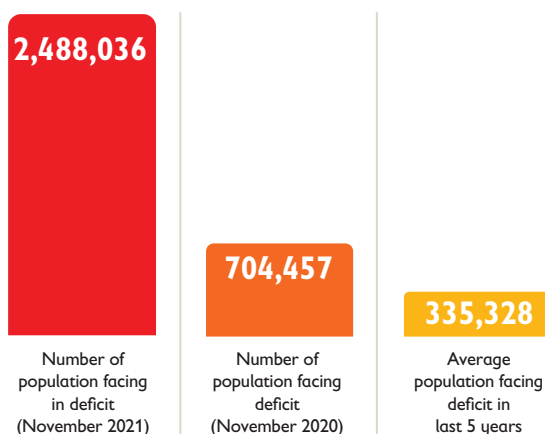 2,488,036
Number of
population facing
in deficit
(November 2021)
704,457
Number of
population facing
deficit
(November 2020)
335,328
Average
population facing
deficit in
last 5 years